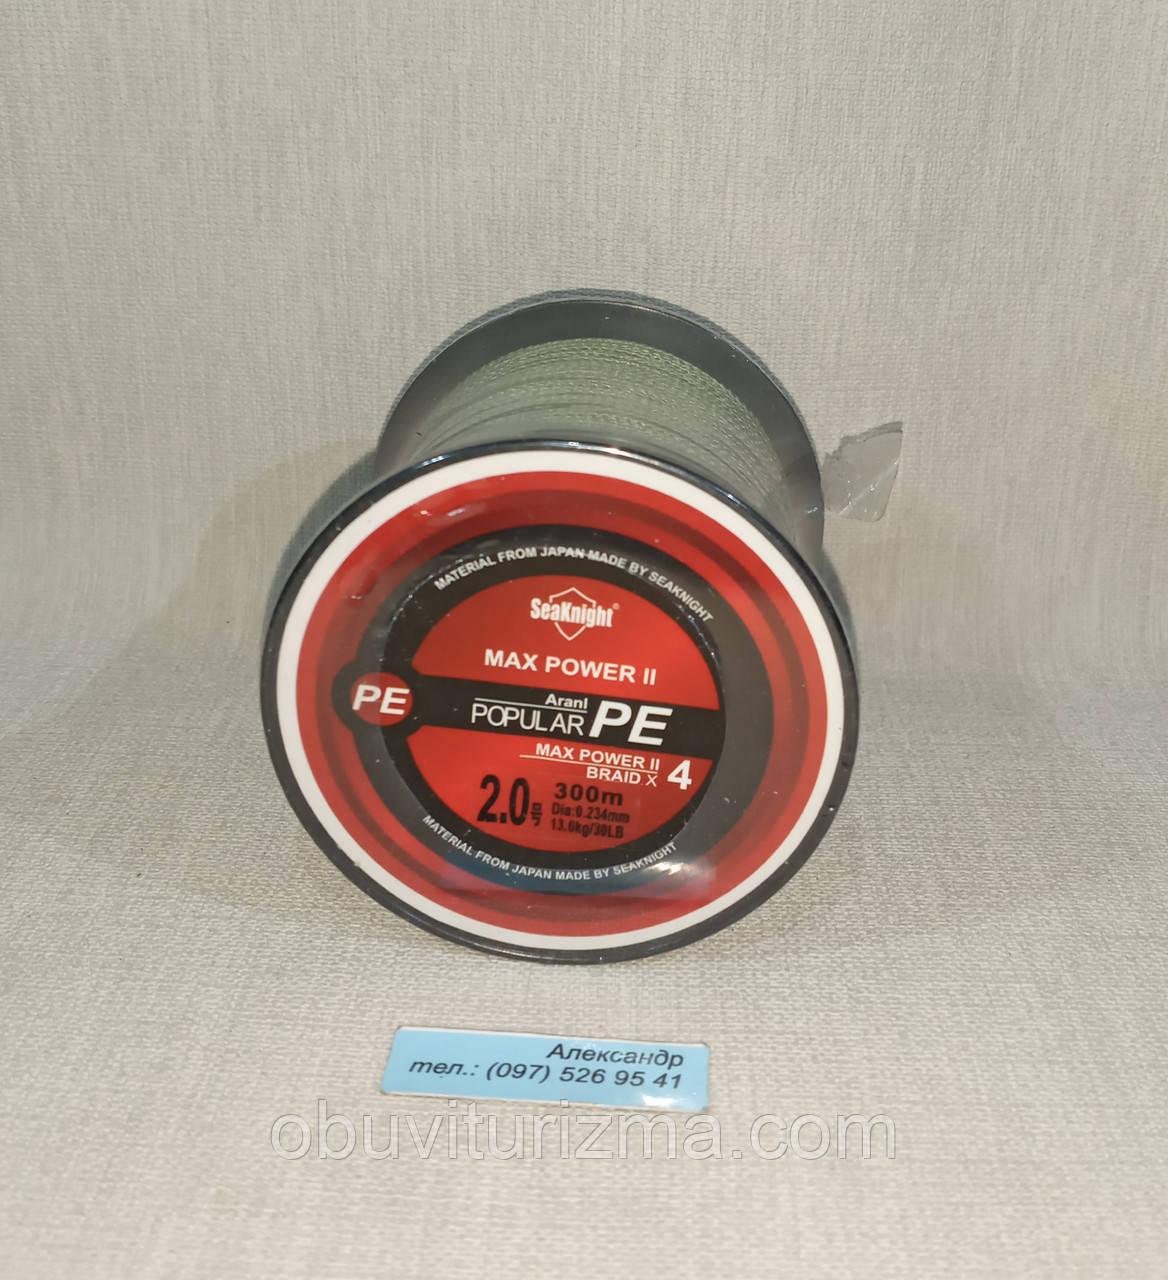 MATERIAL FROM JAPAN MADE BY SEAKNIGHT
SeaKnight®
MAX POWER II
PE
Aranl
POPULAR PE
MAX POWER II
BRAID X 4
2.0号
300m
Dia:0.234mm
13.6kg/30LB
MATERIAL FROM JAPAN MADE BY SEAKNIGHT
Александр
тел.: (097) 526 95 41
obuviturizma.com